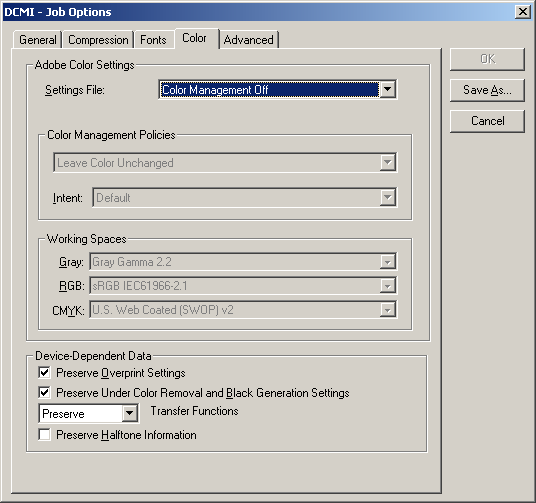 DCMI - Job Options
General Compression Fonts Color Advanced
Adobe Color Settings
Settings File: Color Management Off
Color Management Policies
Leave Color Unchanged
Intent: Default
Working Spaces
Gray: Gray Gamma 2.2
RGB: sRGB IEC61966-2.1
CMYK: U.S. Web Coated (SWOP) v2
Device-Dependent Data
Preserve Overprint Settings
Preserve Under Color Removal and Black Generation Settings
Preserve Transfer Functions
Preserve Halftone Information
OK
Save As...
Cancel